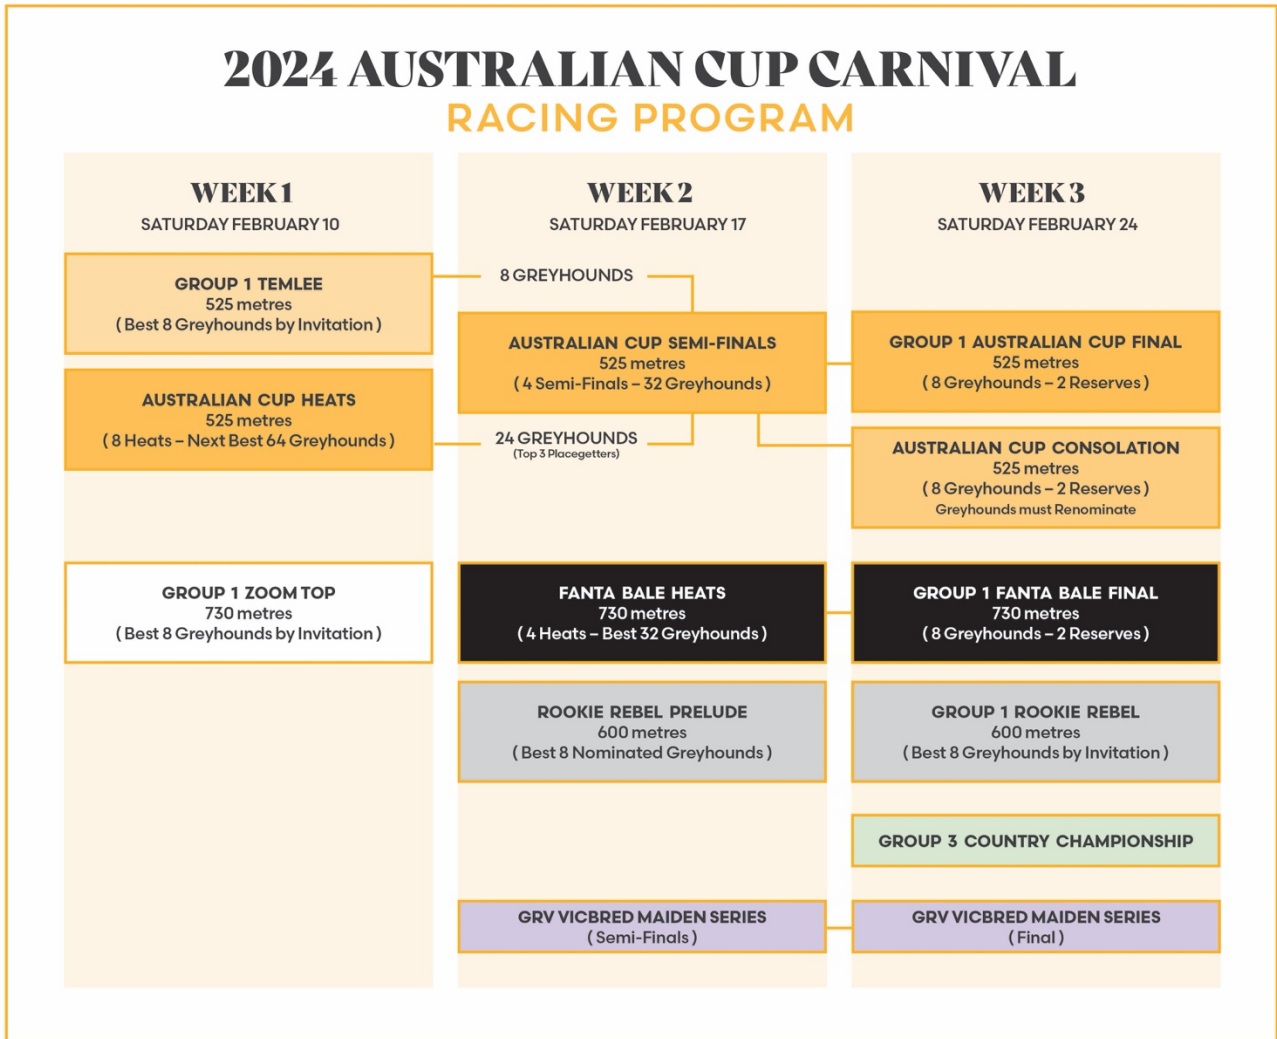 2024 AUSTRALIAN CUP CARNIVAL
RACING PROGRAM
WEEK 1
SATURDAY FEBRUARY 10
GROUP 1 TEMLEE
525 metres
( Best 8 Greyhounds by Invitation )
AUSTRALIAN CUP HEATS
525 metres
( 8 Heats – Next Best 64 Greyhounds )
GROUP 1 ZOOM TOP
730 metres
( Best 8 Greyhounds by Invitation )
WEEK 2
SATURDAY FEBRUARY 17
8 GREYHOUNDS
AUSTRALIAN CUP SEMI-FINALS
525 metres
( 4 Semi-Finals – 32 Greyhounds )
24 GREYHOUNDS
(Top 3 Placegetters)
FANTA BALE HEATS
730 metres
( 4 Heats – Best 32 Greyhounds )
ROOKIE REBEL PRELUDE
600 metres
( Best 8 Nominated Greyhounds )
GRV VICBRED MAIDEN SERIES
( Semi-Finals )
WEEK 3
SATURDAY FEBRUARY 24
GROUP 1 AUSTRALIAN CUP FINAL
525 metres
( 8 Greyhounds – 2 Reserves )
AUSTRALIAN CUP CONSOLATION
525 metres
( 8 Greyhounds – 2 Reserves )
Greyhounds must Renominate
GROUP 1 FANTA BALE FINAL
730 metres
( 8 Greyhounds – 2 Reserves )
GROUP 1 ROOKIE REBEL
600 metres
( Best 8 Greyhounds by Invitation )
GROUP 3 COUNTRY CHAMPIONSHIP
GRV VICBRED MAIDEN SERIES
( Final )